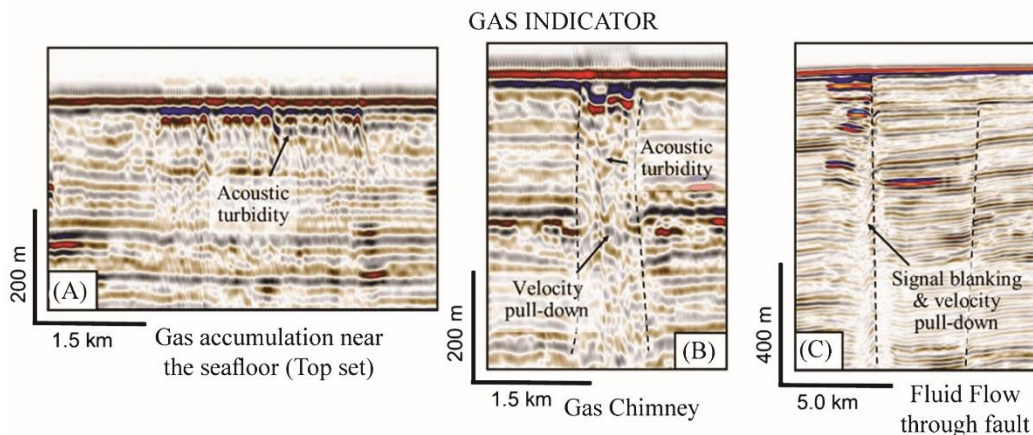 GAS INDICATOR
Acoustic
turbidity
200 m
(A)
1.5 km
Gas accumulation near
the seafloor (Top set)
Acoustic
turbidity
Velocity
pull-down
200 m
(B)
1.5 km
Gas Chimney
Signal blanking
& velocity
pull-down
400 m
(C)
5.0 km
Fluid Flow
through fault